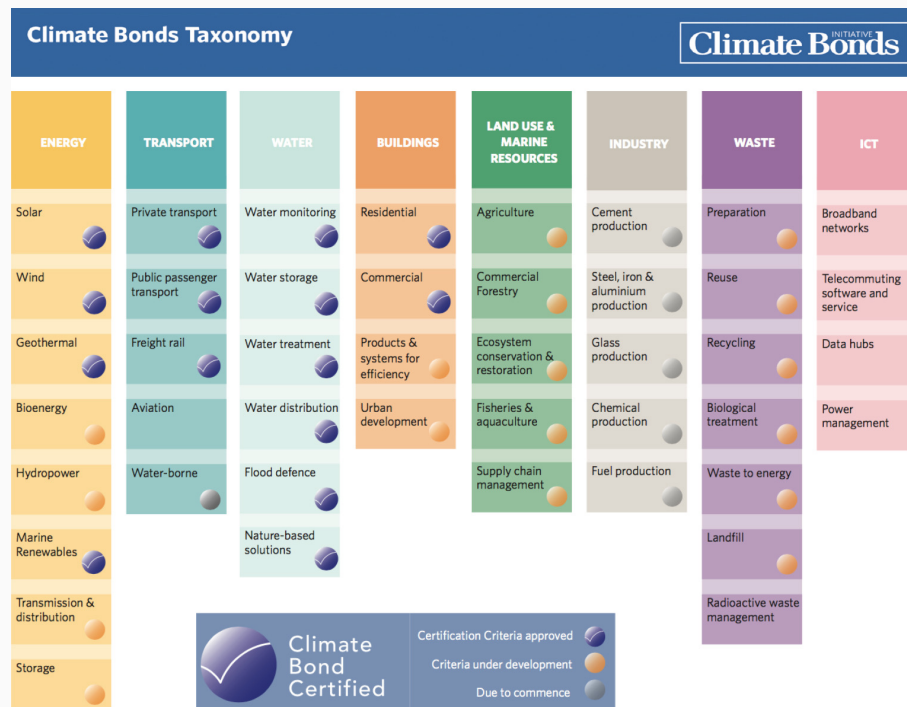 Climate Bonds Taxonomy
INITIATIVE
Climate Bonds
ENERGY
Solar
Wind
Geothermal
Bioenergy
Hydropower
Marine
Renewables
Transmission &
distribution
Storage
TRANSPORT
Private transport
Public passenger
transport
Freight rail
Aviation
Water-borne
WATER
Water monitoring
Water storage
Water treatment
Water distribution
Flood defence
Nature-based
solutions
BUILDINGS
Residential
Commercial
Products &
systems for
efficiency
Urban
development
LAND USE &
MARINE
RESOURCES
Agriculture
Commercial
Forestry
Ecosystem
conservation &
restoration
Fisheries &
aquaculture
Supply chain
management
INDUSTRY
Cement
production
Steel, iron &
aluminium
production
Glass
production
Chemical
production
Fuel production
WASTE
Preparation
Reuse
Recycling
Biological
treatment
Waste to energy
Landfill
Radioactive waste
management
ICT
Broadband
networks
Telecommuting
software and
service
Data hubs
Power
management
Climate
Bond
Certified
Certification Criteria approved
Criteria under development
Due to commence